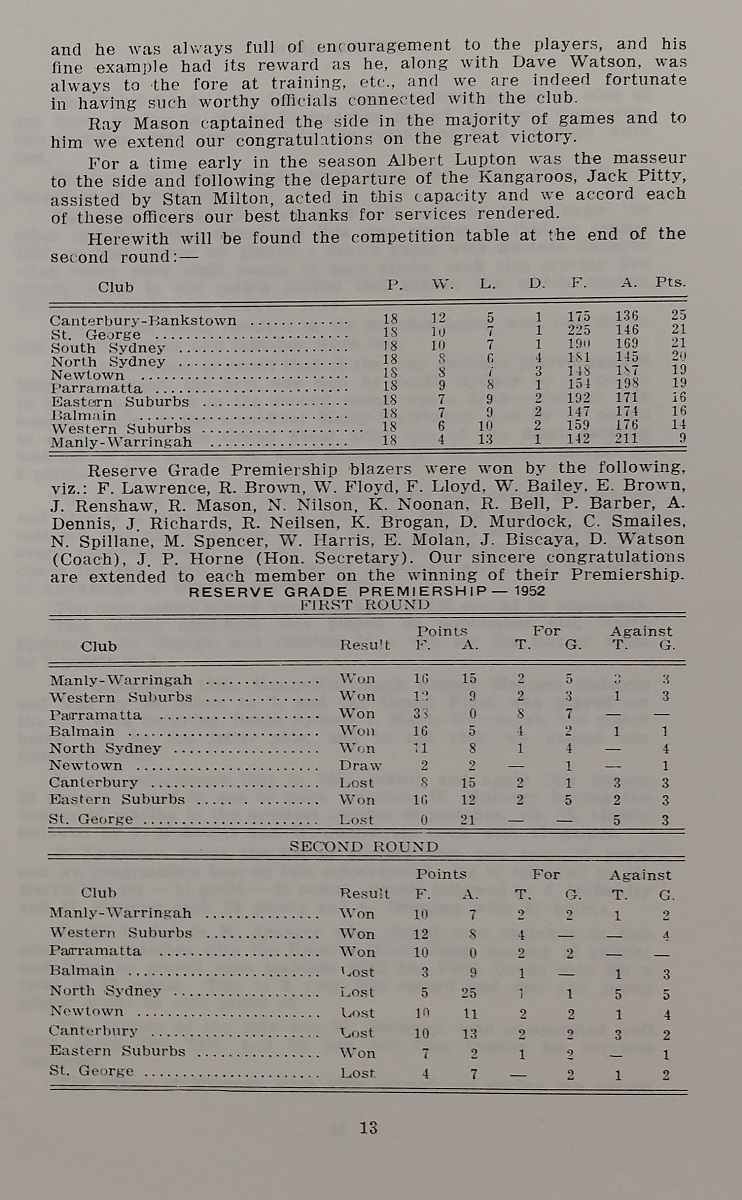 and he was always full of encouragement to the players, and his
fine example had its reward as he, along with Dave Watson, was
always to the fore at training, etc., and we are indeed fortunate
in having such worthy officials connected with the club.
Ray Mason captained the side in the majority of games and to
him we extend our congratulations on the great victory.
For a time early in the season Albert Lupton was the masseur
to the side and following the departure of the Kangaroos, Jack Pitty,
assisted by Stan Milton, acted in this capacity and we accord each
of these officers our best thanks for services rendered.
Herewith will be found the competition table at the end of the
second round:—
Club P. W. L. D. F. A. Pts.
Canterbury-Bankstown ............. 18 12 5 1 175 136 25
St. George ......................... 18 10 7 1 225 146 21
South Sydney ...................... 18 10 7 1 190 169 21
North Sydney ...................... 18 8 6 4 181 145 20
Newtown ........................... 18 8 7 3 148 187 19
Parramatta ......................... 18 9 8 1 154 198 19
Eastern Suburbs .................... 18 7 9 2 192 171 16
Balmain ........................... 18 7 9 2 147 174 16
Western Suburbs ..................... 18 6 10 2 159 176 14
Manly-Warringah .................. 18 4 13 1 142 211 9
Reserve Grade Premiership blazers were won by the following,
viz.: F. Lawrence, R. Brown, W. Floyd, F. Lloyd, W. Bailey, E. Brown,
J. Renshaw, R. Mason, N. Nilson, K. Noonan, R. Bell, P. Barber, A.
Dennis, J. Richards, R. Neilsen, K. Brogan, D. Murdock, C. Smailes,
N. Spillane, M. Spencer, W. Harris, E. Molan, J. Biscaya, D. Watson
(Coach), J. P. Horne (Hon. Secretary). Our sincere congratulations
are extended to each member on the winning of their Premiership.
RESERVE GRADE PREMIERSHIP — 1952
FIRST ROUND
Points For Against
Club Result F. A. T. G. T. G.
Manly-Warringah ............... Won 16 15 2 5 3 3
Western Suburbs ............... Won 12 9 2 3 1 3
Parramatta ..................... Won 38 0 8 7 — —
Balmain ......................... Won 16 5 4 2 1 1
North Sydney ................... Won 11 8 1 4 — 4
Newtown ........................ Draw 2 2 — 1 — 1
Canterbury ...................... Lost 8 15 2 1 3 3
Eastern Suburbs ..... . ......... Won 16 12 2 5 2 3
St. George ....................... Lost 0 21 — — 5 3
SECOND ROUND
Points For Against
Club Result F. A. T. G. T. G.
Manly-Warringah ............... Won 10 7 2 2 1 2
Western Suburbs ............... Won 12 8 4 — — 4
Parramatta ..................... Won 10 0 2 2 — —
Balmain ......................... Lost 3 9 1 — 1 3
North Sydney ................... Lost 5 25 1 1 5 5
Newtown ........................ Lost 10 11 2 2 1 4
Canterbury ...................... Lost 10 13 2 2 3 2
Eastern Suburbs ................ Won 7 2 1 2 — 1
St. George ....................... Lost 4 7 — 2 1 2
13